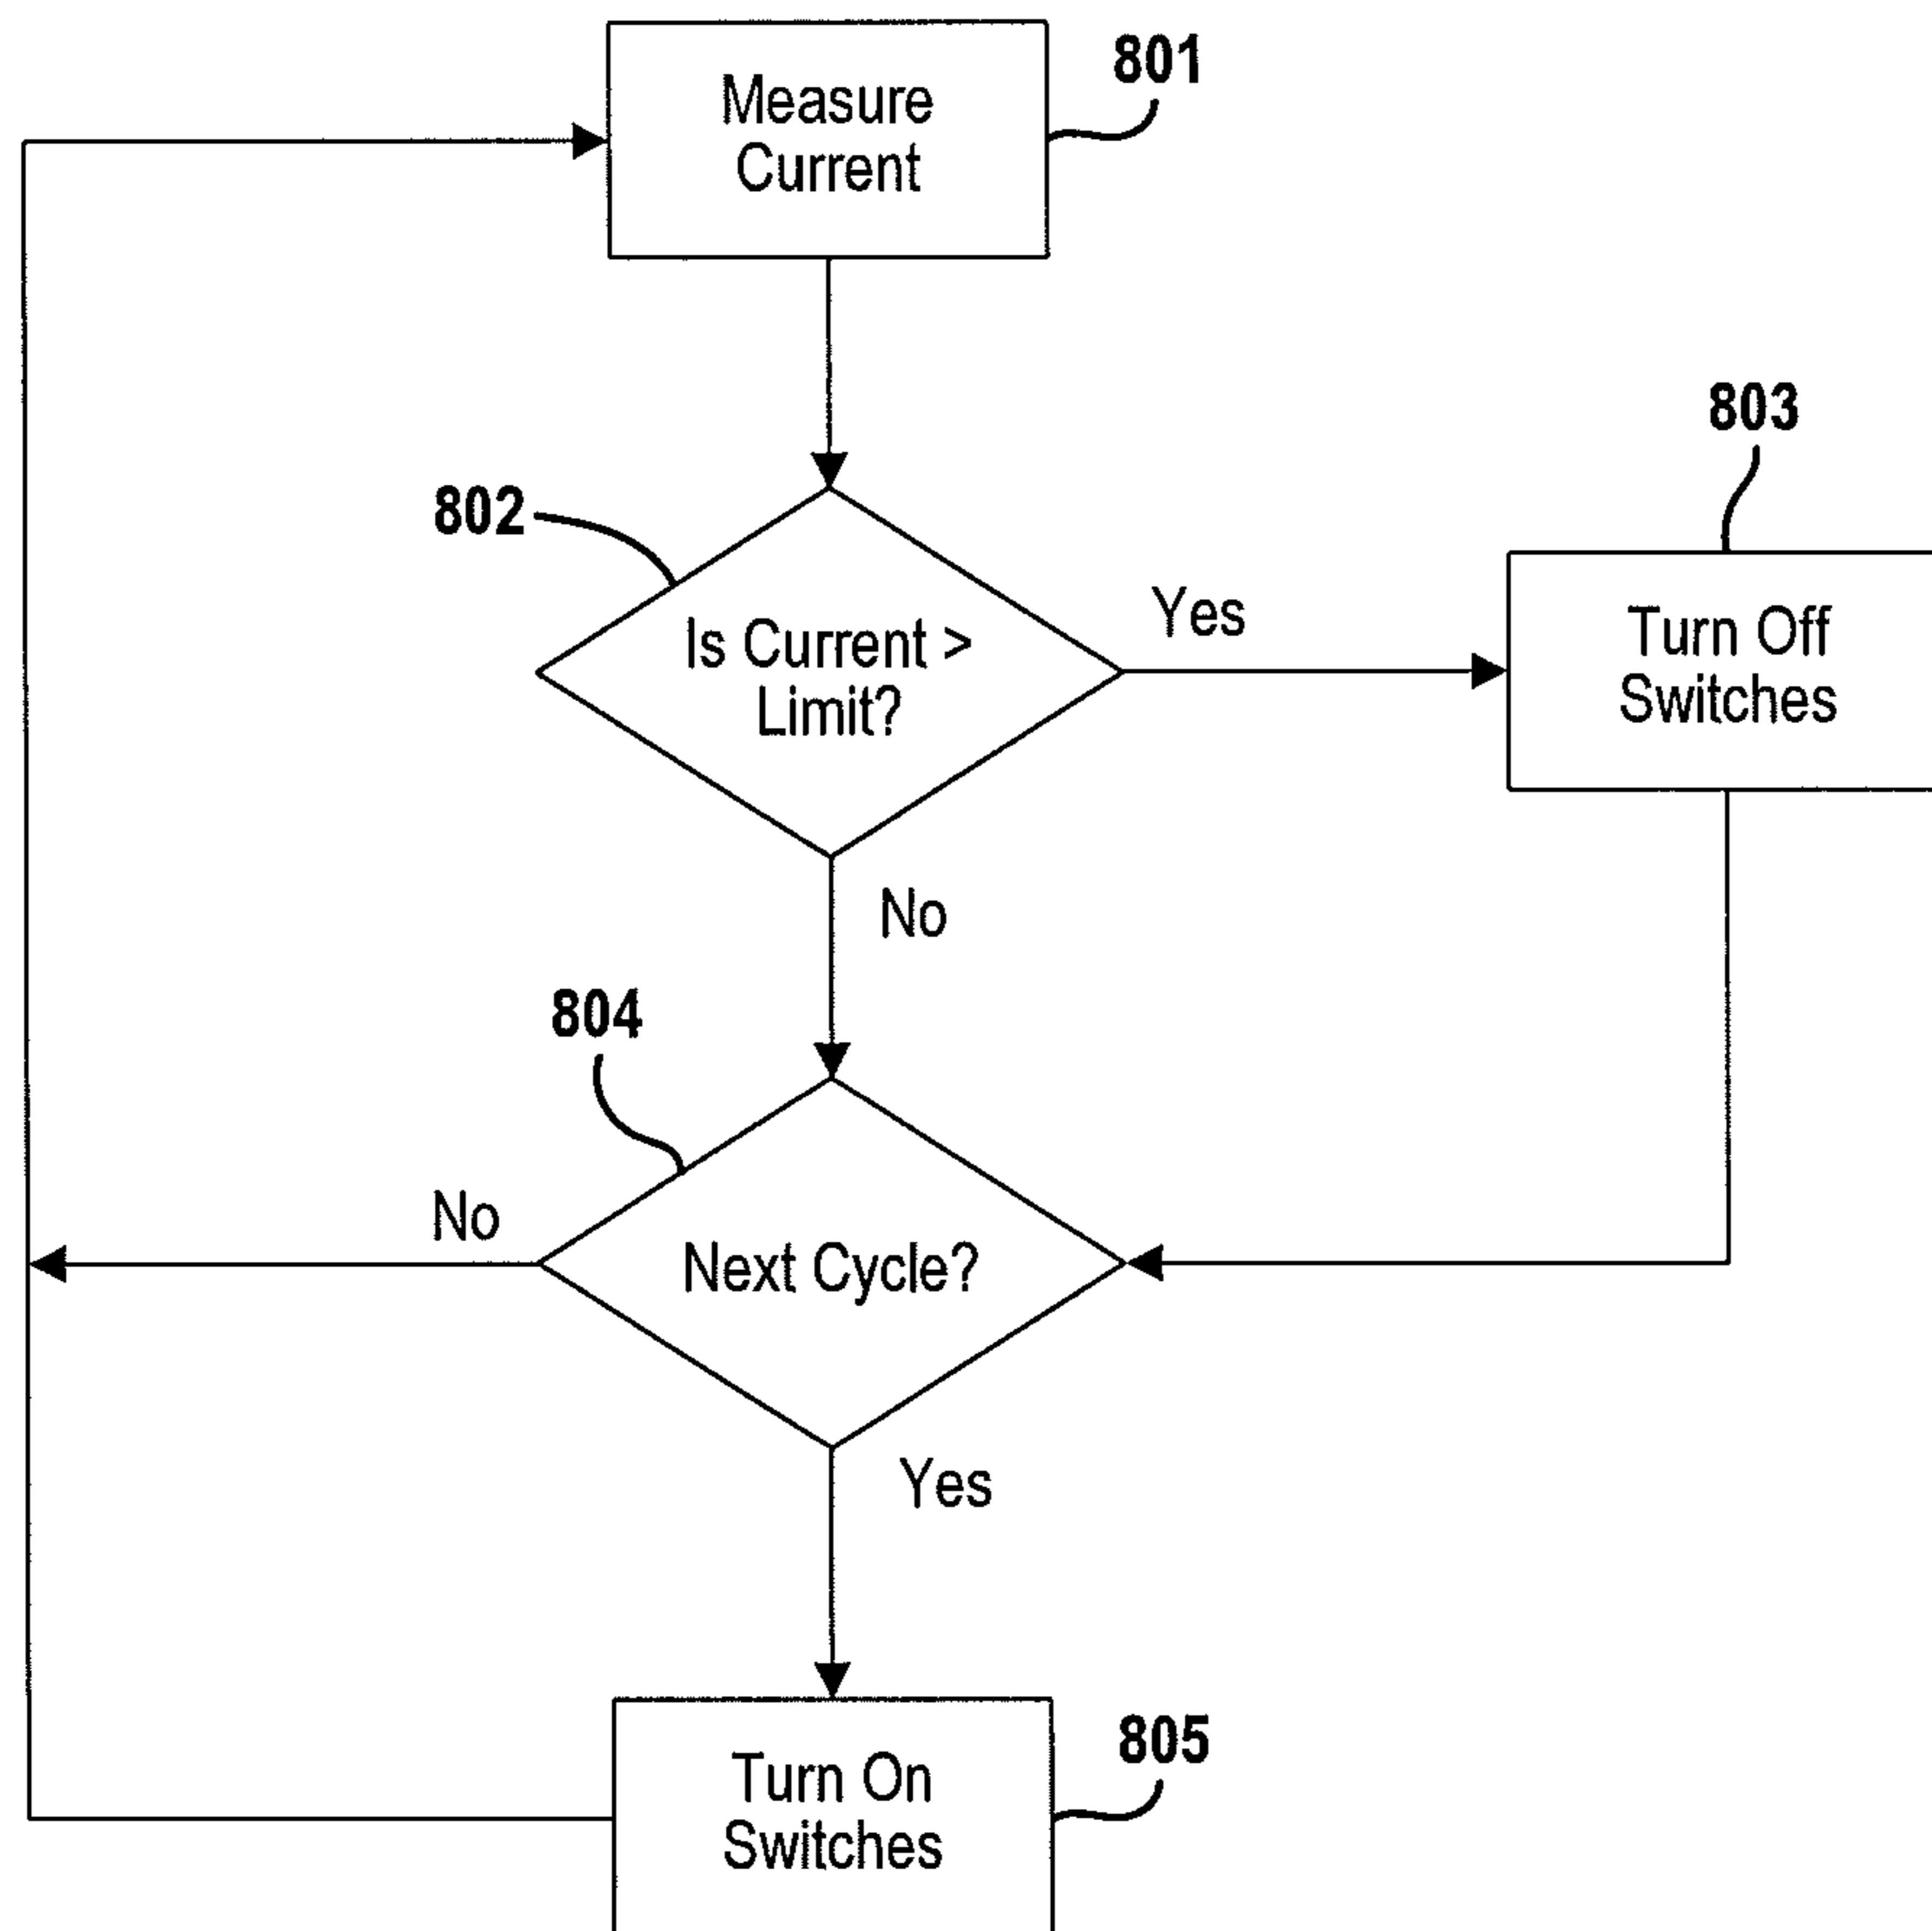 Measure
Current
801
802
Is Current >
Limit?
Yes
803
Turn Off
Switches
No
804
No
Next Cycle?
Yes
Turn On
Switches
805